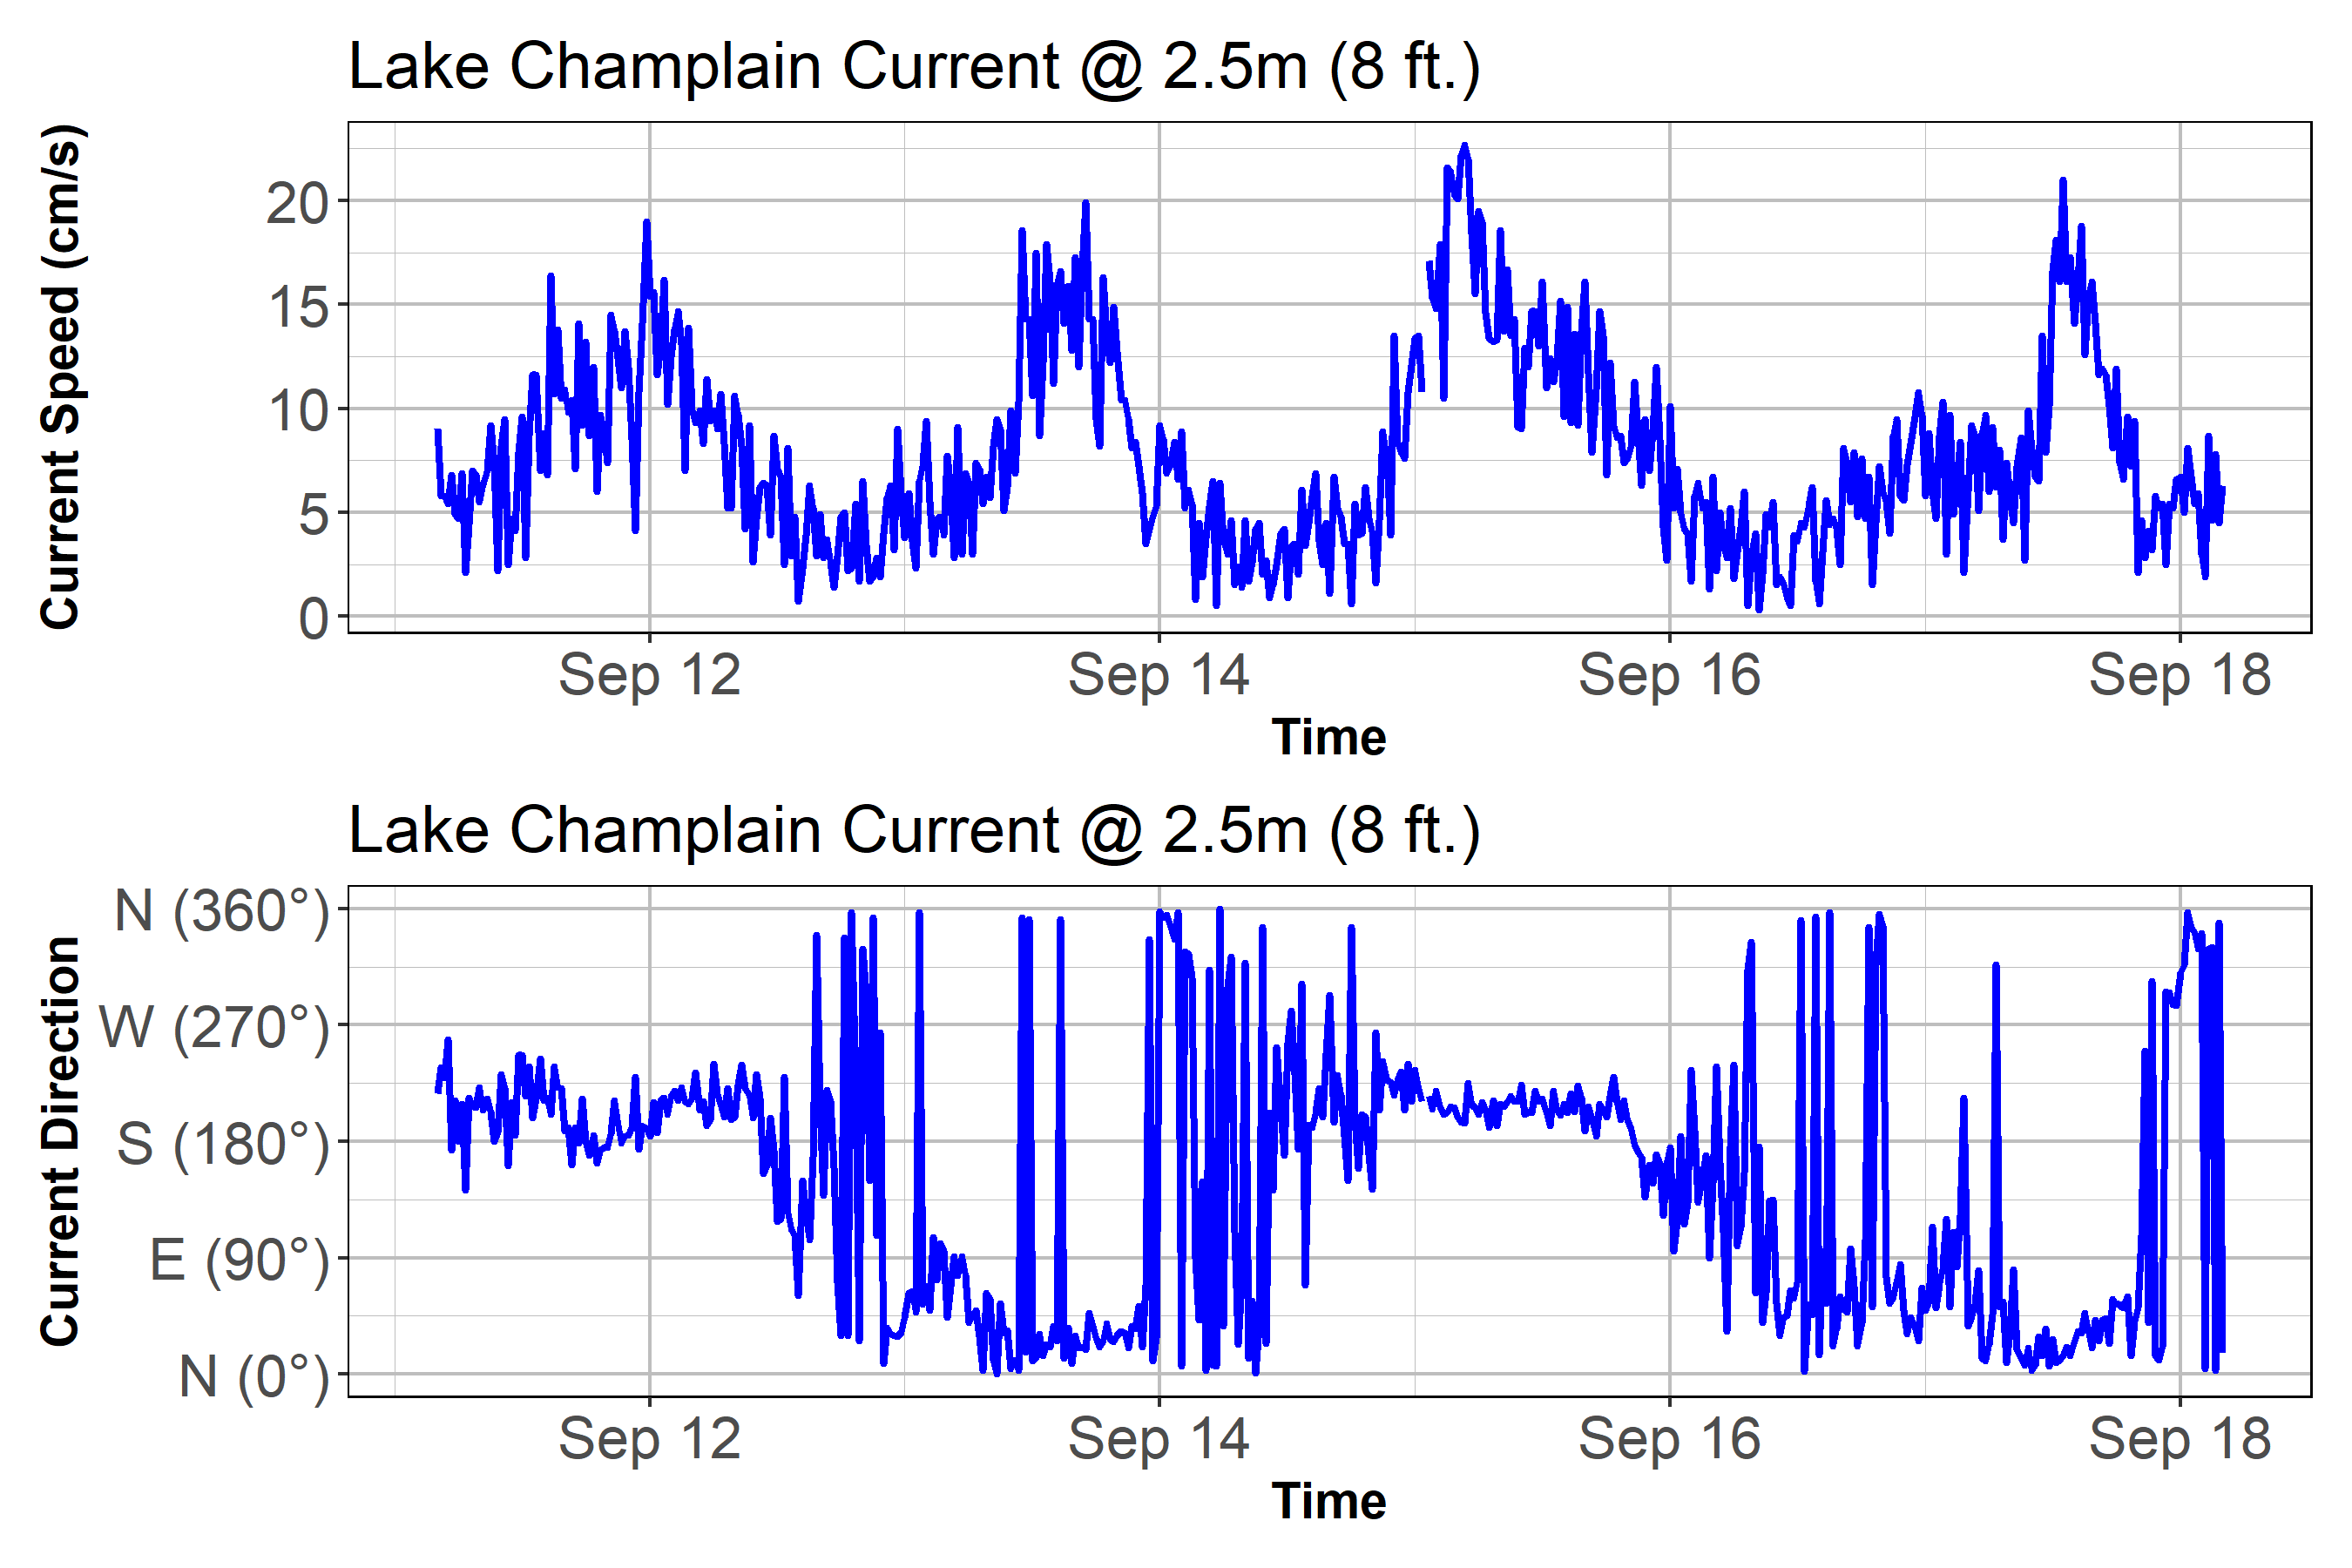 Lake Champlain Current @ 2.5m (8 ft.)
Current Speed (cm/s)
20
15
10
5
0
Sep 12 Sep 14 Sep 16 Sep 18
Time
Lake Champlain Current @ 2.5m (8 ft.)
Current Direction
N (360°)
W (270°)
S (180°)
E (90°)
N (0°)
Sep 12 Sep 14 Sep 16 Sep 18
Time